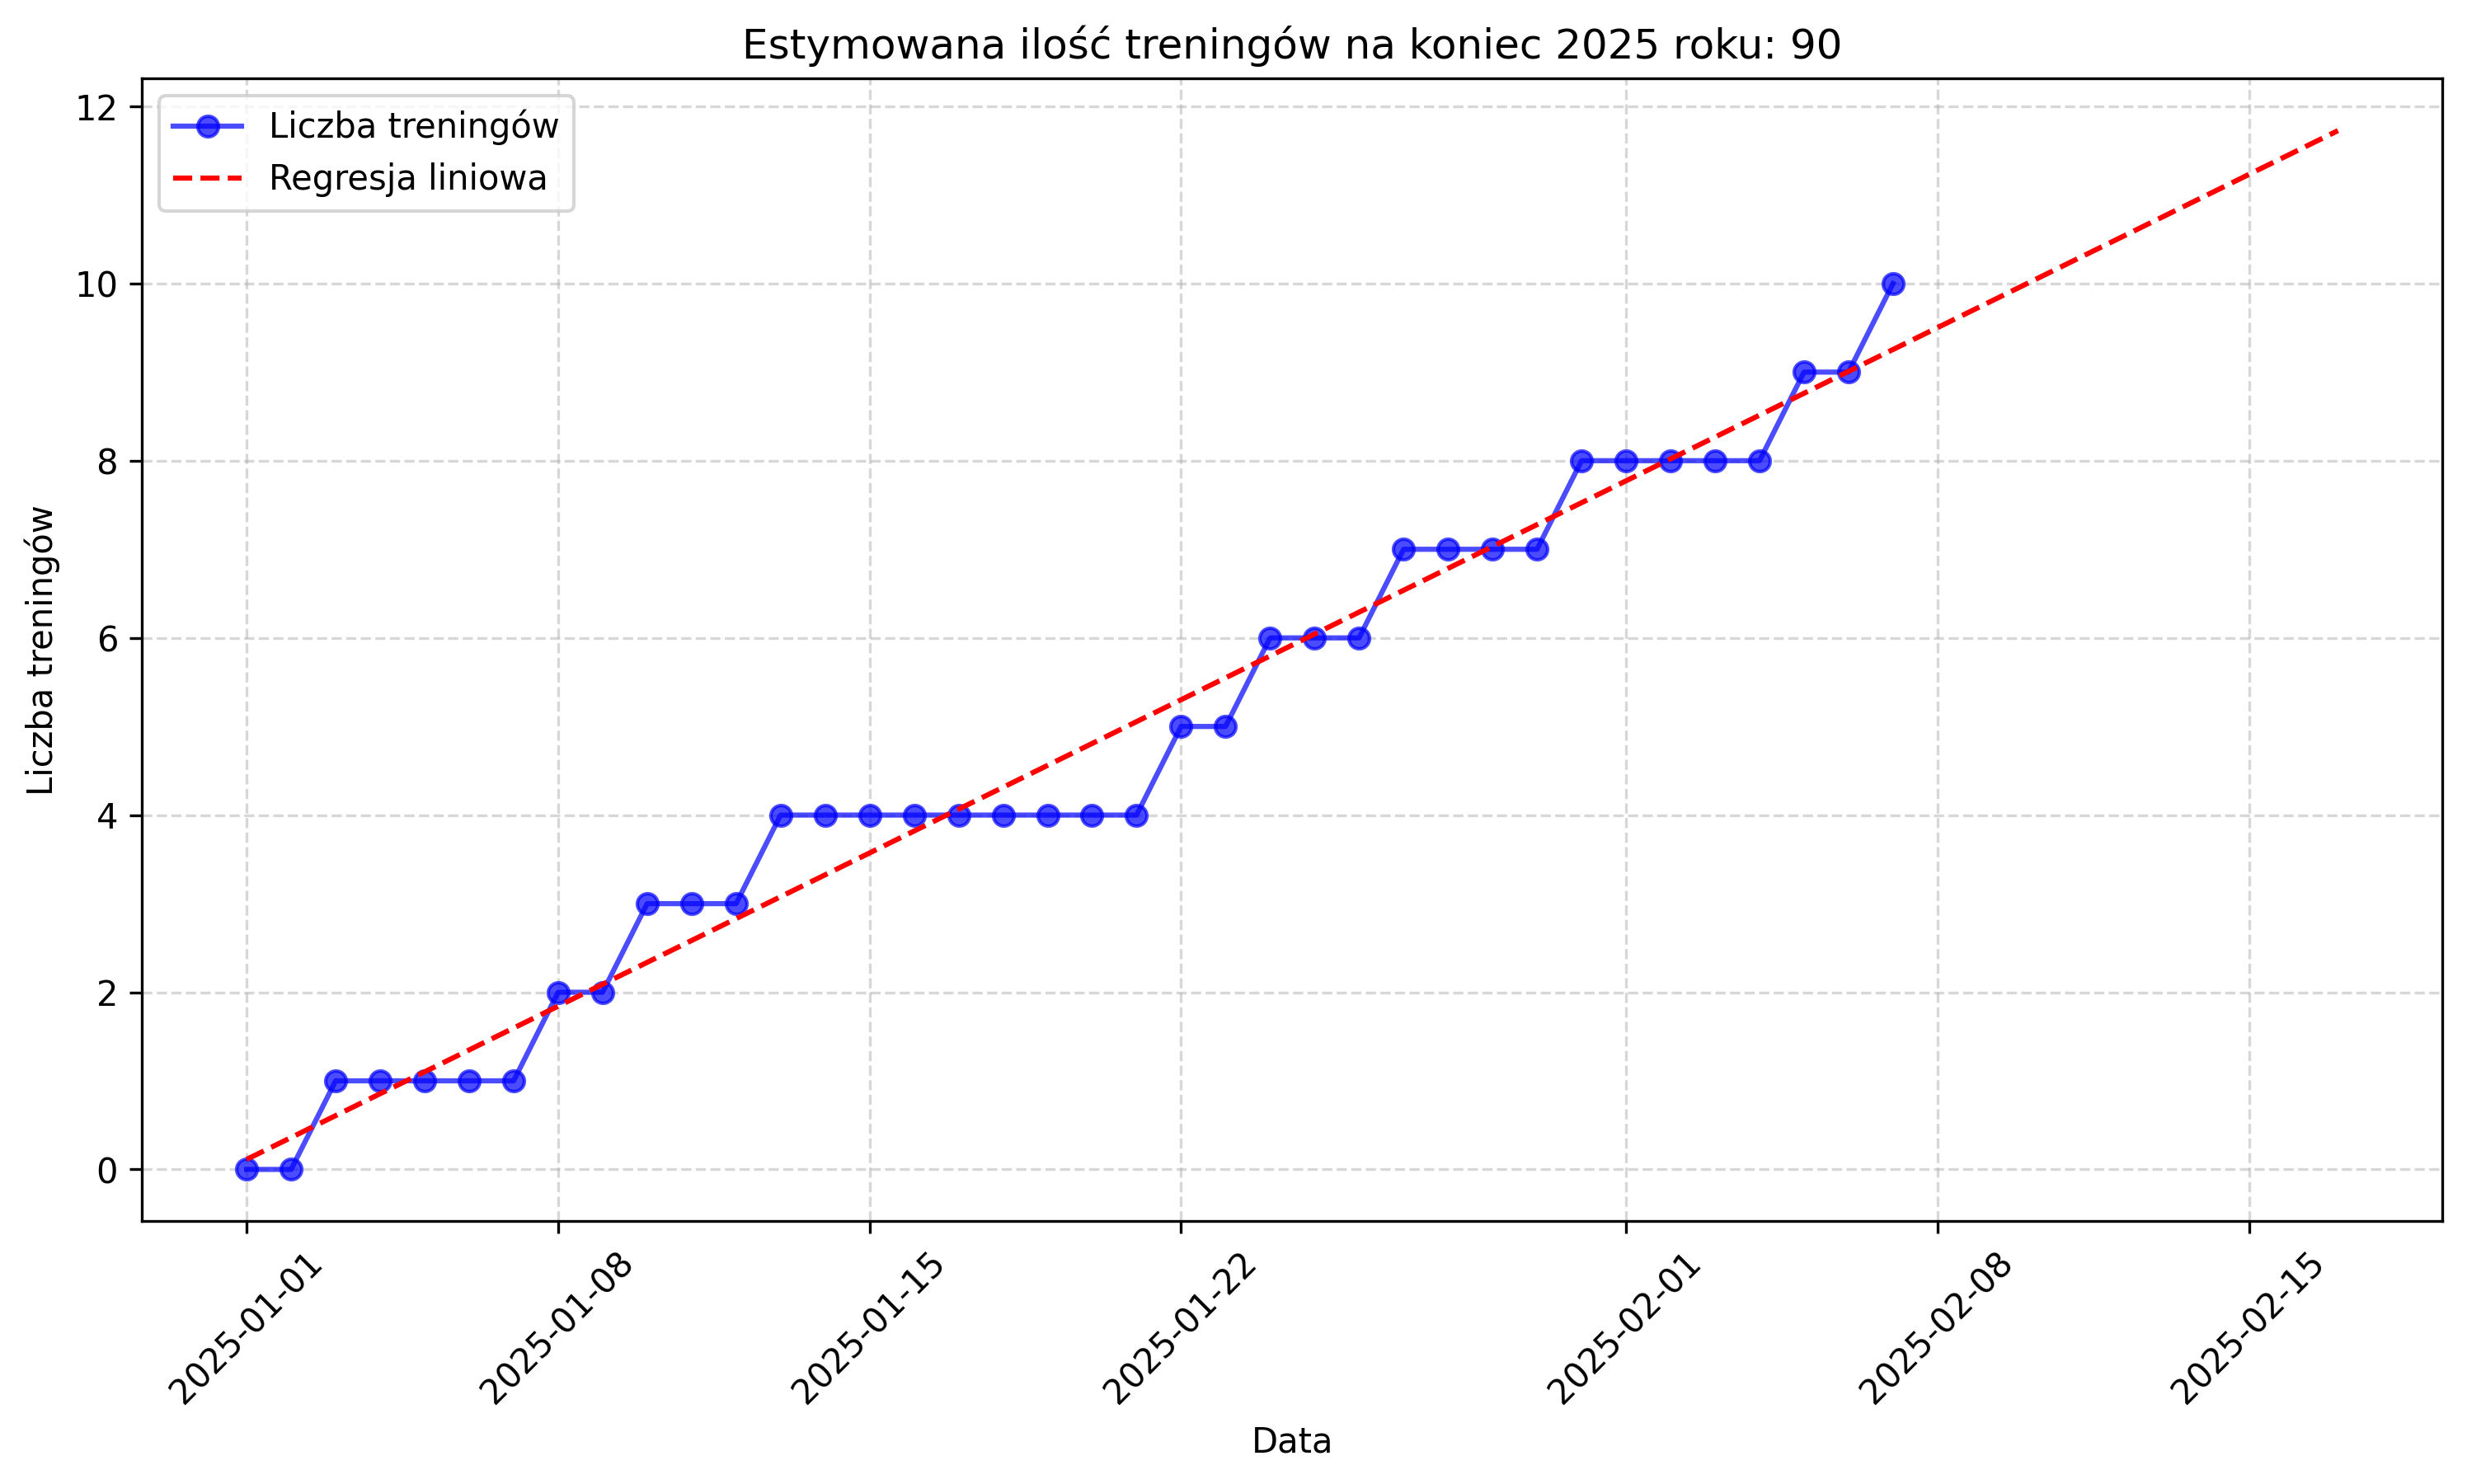 Estymowana ilość treningów na koniec 2025 roku: 90
Liczba treningów
Regresja liniowa
Liczba treningów
12
10
8
6
4
2
0
2025-01-01
2025-01-08
2025-01-15
2025-01-22
2025-02-01
2025-02-08
2025-02-15
Data